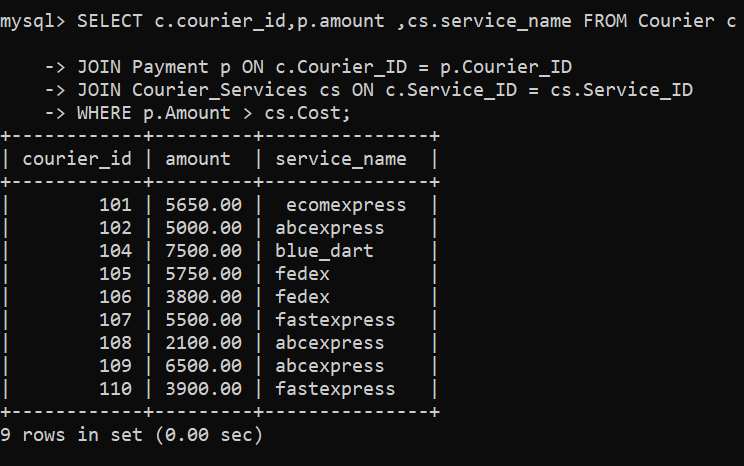 mysql> SELECT c.courier_id,p.amount ,cs.service_name FROM Courier c
    -> JOIN Payment p ON c.Courier_ID = p.Courier_ID
    -> JOIN Courier_Services cs ON c.Service_ID = cs.Service_ID
    -> WHERE p.Amount > cs.Cost;
+------------+---------+---------------+
| courier_id | amount  | service_name  |
+------------+---------+---------------+
|        101 | 5650.00 |  ecomexpress  |
|        102 | 5000.00 | abcexpress    |
|        104 | 7500.00 | blue_dart     |
|        105 | 5750.00 | fedex         |
|        106 | 3800.00 | fedex         |
|        107 | 5500.00 | fastexpress   |
|        108 | 2100.00 | abcexpress    |
|        109 | 6500.00 | abcexpress    |
|        110 | 3900.00 | fastexpress   |
+------------+---------+---------------+
9 rows in set (0.00 sec)